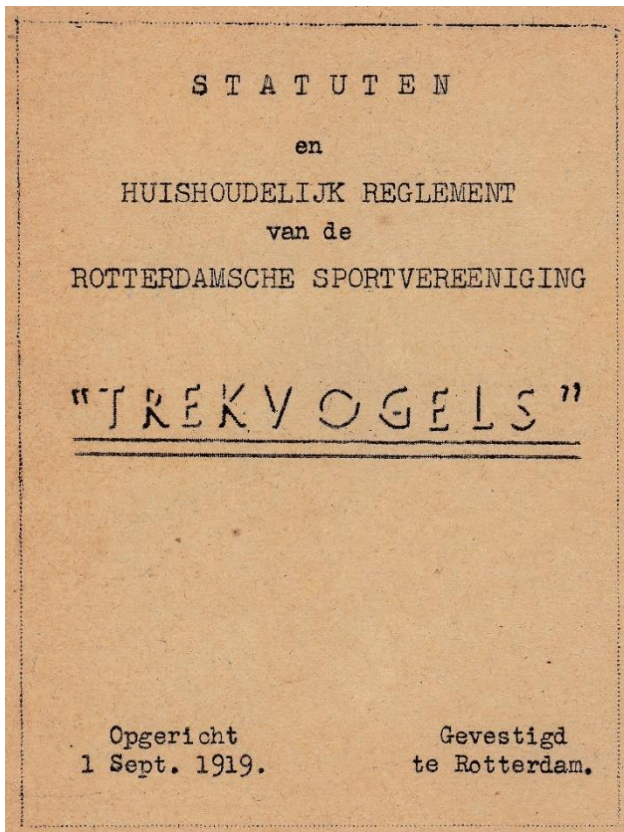 STATUTEN
en
HUISHOUDELIJK REGLEMENT
van de
ROTTERDAMSCHE SPORTVEREENIGING
"TREKVOGELS"
Opgericht
1 Sept. 1919.
Gevestigd
te Rotterdam.